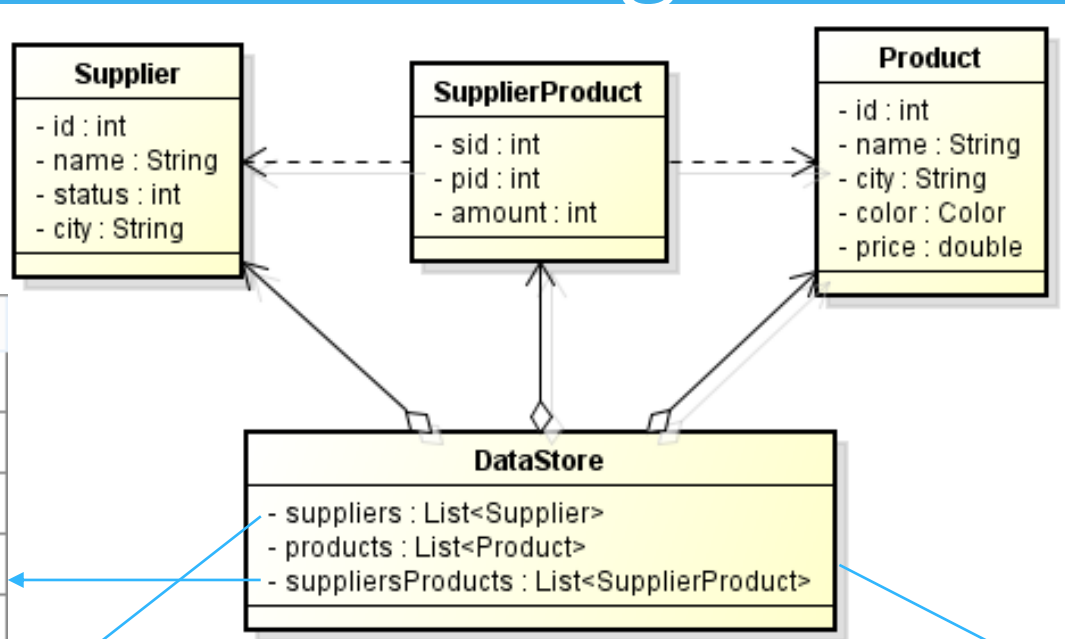 Supplier
- id : int
- name : String
- status : int
- city : String
SupplierProduct
- sid : int
- pid : int
- amount : int
Product
- id : int
- name : String
- city : String
- color : Color
- price : double
DataStore
- suppliers : List<Supplier>
- products : List<Product>
- suppliersProducts : List<SupplierProduct>